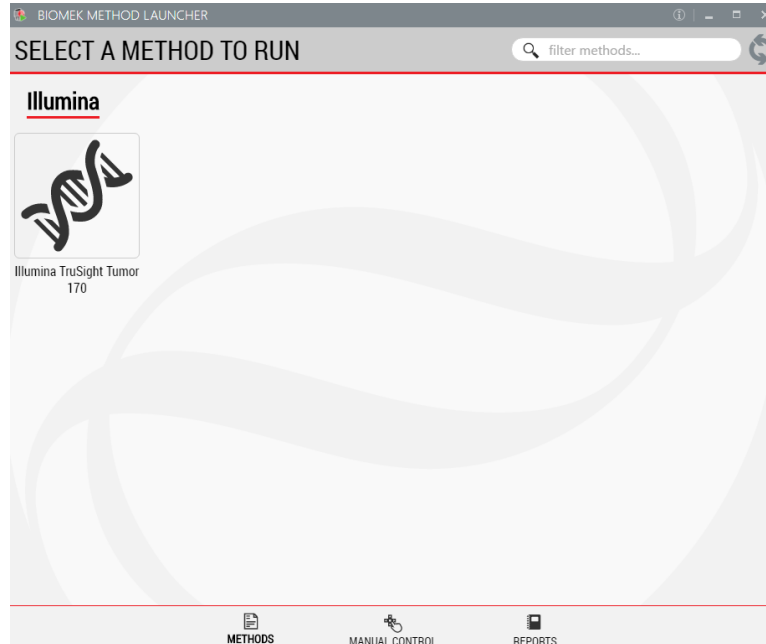 BIOMEK METHOD LAUNCHER
SELECT A METHOD TO RUN
filter methods...
Illumina
Illumina TruSight Tumor
170
METHODS
MANUAL CONTROL
REPORTS